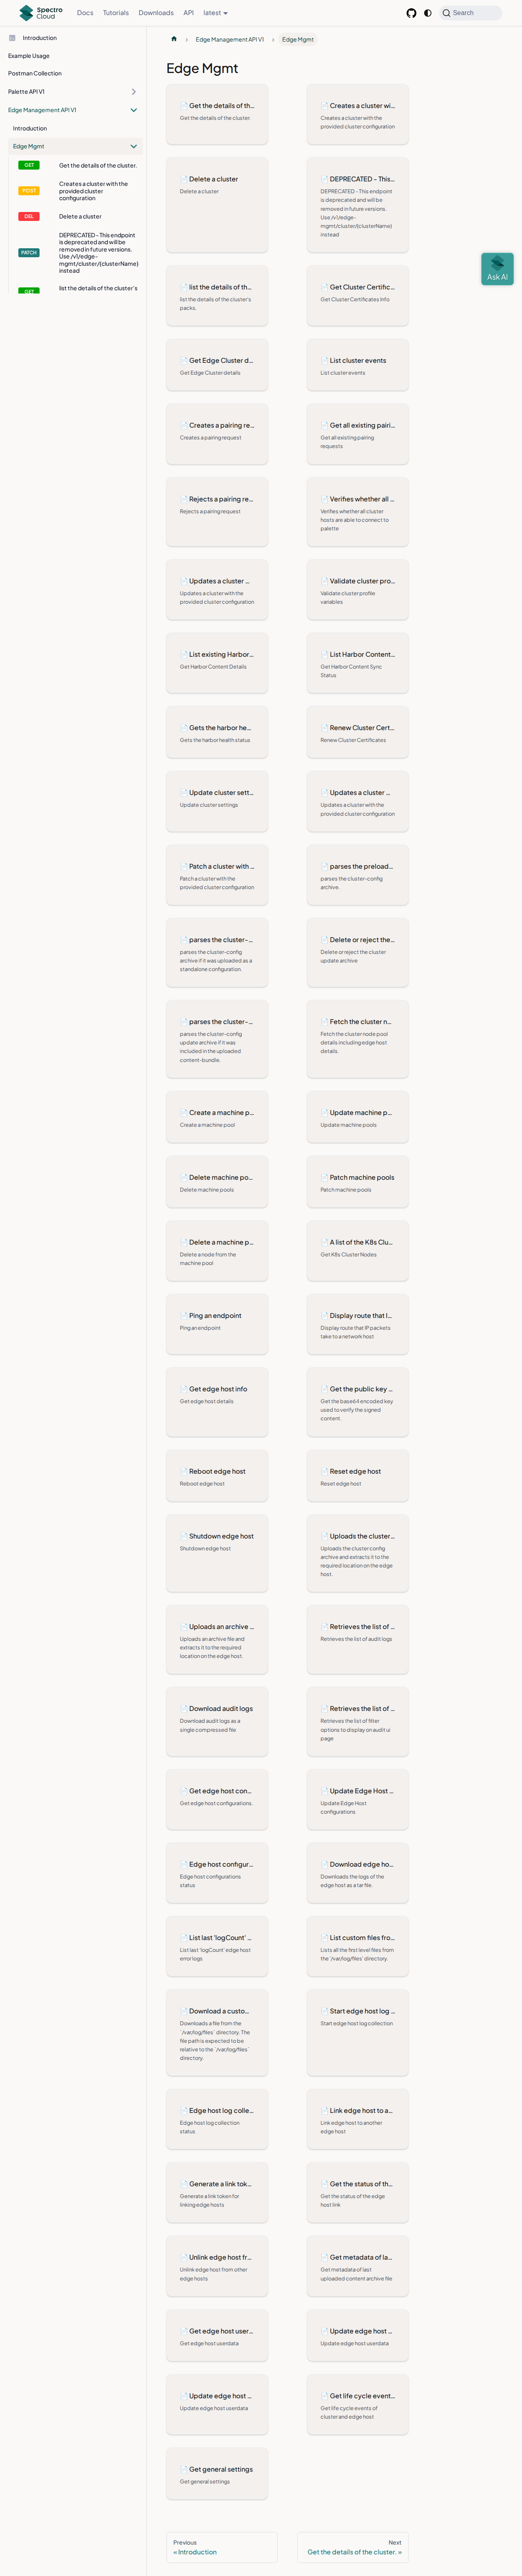 Spectro Cloud
Docs
Tutorials
Downloads
API
latest
Search
Introduction
Example Usage
Postman Collection
Palette API V1
Edge Management API V1
Introduction
Edge Mgmt
GET
Get the details of the cluster.
POST
Creates a cluster with the
provided cluster
configuration
DEL
Delete a cluster
PATCH
DEPRECATED - This endpoint
is deprecated and will be
removed in future versions.
Use /v1/edge-
mgmt/cluster/{clusterName}
instead
GET
list the details of the cluster's
Edge Management API V1
Edge Mgmt
Edge Mgmt
Get the details of th...
Get the details of the cluster.
Creates a cluster wi...
Creates a cluster with the
provided cluster configuration
Delete a cluster
Delete a cluster
DEPRECATED - This...
DEPRECATED - This endpoint
is deprecated and will be
removed in future versions.
Use /v1/edge-
mgmt/cluster/{clusterName}
instead
list the details of th...
list the details of the cluster's
packs.
Get Cluster Certific...
Get Cluster Certificates Info
Get Edge Cluster d...
Get Edge Cluster details
List cluster events
List cluster events
Creates a pairing re...
Creates a pairing request
Get all existing pairi...
Get all existing pairing
requests
Rejects a pairing re...
Rejects a pairing request
Verifies whether all ...
Verifies whether all cluster
hosts are able to connect to
palette
Updates a cluster ...
Updates a cluster with the
provided cluster configuration
Validate cluster pro...
Validate cluster profile
variables
List existing Harbor...
Get Harbor Content Details
List Harbor Content...
Get Harbor Content Sync
Status
Gets the harbor hea...
Gets the harbor health status
Renew Cluster Cert...
Renew Cluster Certificates
Update cluster sett...
Update cluster settings
Updates a cluster ...
Updates a cluster with the
provided cluster configuration
Patch a cluster with ...
Patch a cluster with the
provided cluster configuration
parses the preload...
parses the cluster-config
archive.
parses the cluster-...
parses the cluster-config
archive if it was uploaded as a
standalone configuration.
Delete or reject the...
Delete or reject the cluster
update archive
parses the cluster-...
parses the cluster-config
update archive if it was
included in the uploaded
content-bundle.
Fetch the cluster n...
Fetch the cluster node pool
details including edge host
details.
Create a machine p...
Create a machine pool
Update machine p...
Update machine pools
Delete machine poo...
Delete machine pools
Patch machine pools
Patch machine pools
Delete a machine p...
Delete a node from the
machine pool
A list of the K8s Clu...
Get K8s Cluster Nodes
Ping an endpoint
Ping an endpoint
Display route that I...
Display route that IP packets
take to a network host
Get edge host info
Get edge host details
Get the public key ...
Get the base64 encoded key
used to verify the signed
content.
Reboot edge host
Reboot edge host
Reset edge host
Reset edge host
Shutdown edge host
Shutdown edge host
Uploads the cluster...
Uploads the cluster config
archive and extracts it to the
required location on the edge
host.
Uploads an archive ...
Uploads an archive file and
extracts it to the required
location on the edge host.
Retrieves the list of ...
Retrieves the list of audit logs
Download audit logs
Download audit logs as a
single compressed file
Retrieves the list of ...
Retrieves the list of filter
options to display on audit ui
page
Get edge host con...
Get edge host configurations.
Update Edge Host ...
Update Edge Host
configurations
Edge host configur...
Edge host configurations
status
Download edge ho...
Downloads the logs of the
edge host as a tar file.
List last 'logCount' ...
List last 'logCount' edge host
error logs
List custom files fro...
Lists all the first level files from
the '/var/log/files' directory.
Download a custo...
Downloads a file from the
`/var/log/files` directory. The
file path is expected to be
relative to the `/var/log/files`
directory.
Start edge host log ...
Start edge host log collection
Edge host log colle...
Edge host log collection
status
Link edge host to a...
Link edge host to another
edge host
Generate a link tok...
Generate a link token for
linking edge hosts
Get the status of th...
Get the status of the edge
host link
Unlink edge host fr...
Unlink edge host from other
edge hosts
Get metadata of la...
Get metadata of last
uploaded content archive file
Get edge host user...
Get edge host userdata
Update edge host ...
Update edge host userdata
Update edge host ...
Update edge host userdata
Get life cycle event...
Get life cycle events of
cluster and edge host
Get general settings
Get general settings
Previous
« Introduction
Next
Get the details of the cluster. »
Ask AI